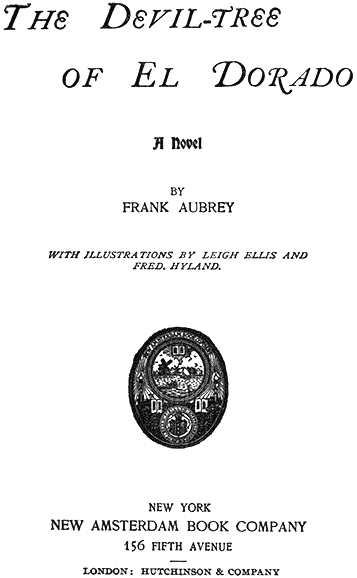 THE DEVIL-TREE
OF EL DORADO
A Novel
BY
FRANK AUBREY
WITH ILLUSTRATIONS BY LEIGH ELLIS AND
FRED. HYLAND.
NEW YORK
NEW AMSTERDAM BOOK COMPANY
156 FIFTH AVENUE
LONDON: HUTCHINSON & COMPANY